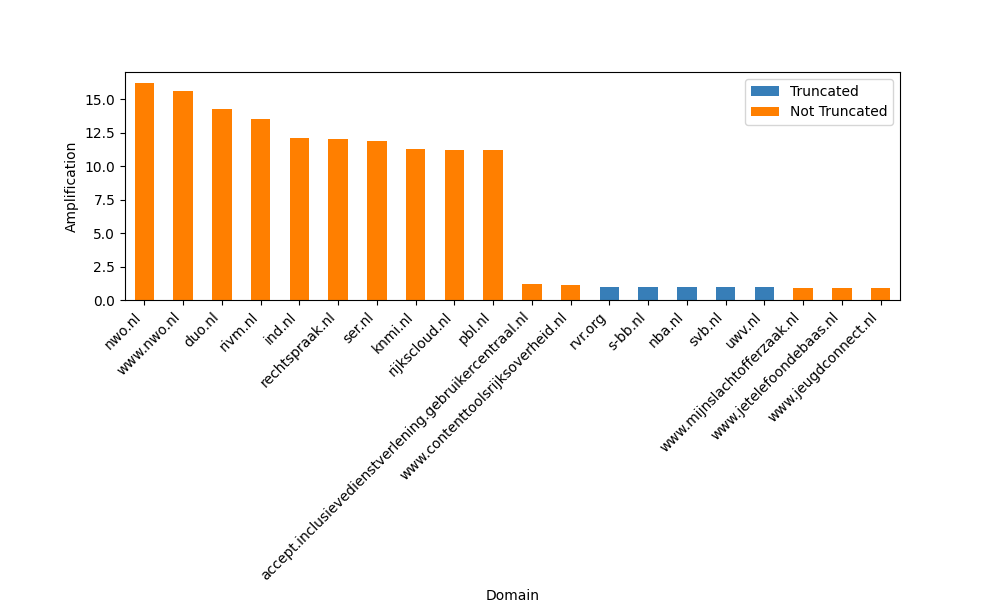 Truncated
Not Truncated
Amplification
15.0
12.5
10.0
7.5
5.0
2.5
0.0
nwo.nl
www.nwo.nl
duo.nl
rivm.nl
ind.nl
rechtspraak.nl
ser.nl
knmi.nl
rijkscloud.nl
pbl.nl
accept.inclusievedienstverlening.gebruikercentraal.nl
www.contenttoolsrijksoverheid.nl
rvr.org
s-bb.nl
nba.nl
svb.nl
uwv.nl
www.mijnslachtofferzaak.nl
www.jetelefoondebaas.nl
www.jeugdconnect.nl
Domain